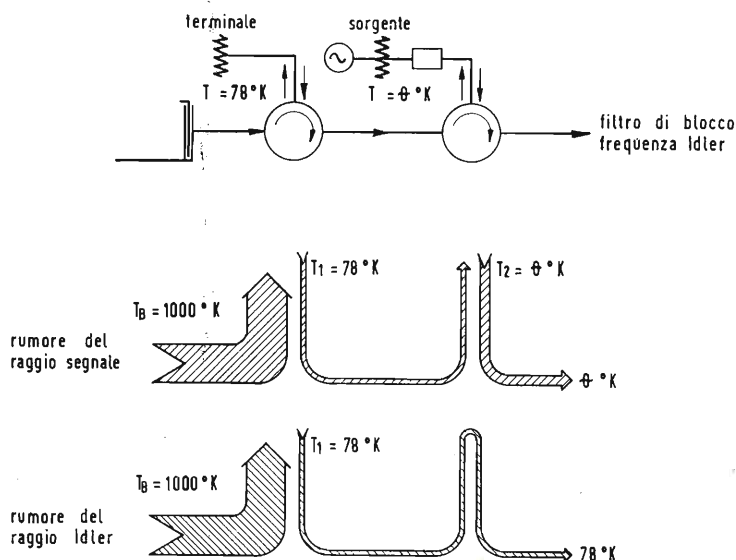 terminale
sorgente
T = 78°K
T = θ °K
filtro di blocco
freqüenza Idler
T1 = 78 °K
T2 = θ °K
TB = 1000° K
rumore del
raggio segnale
θ °K
T1 = 78 °K
TB = 1000°K
rumore del
raggio Idler
78 °K